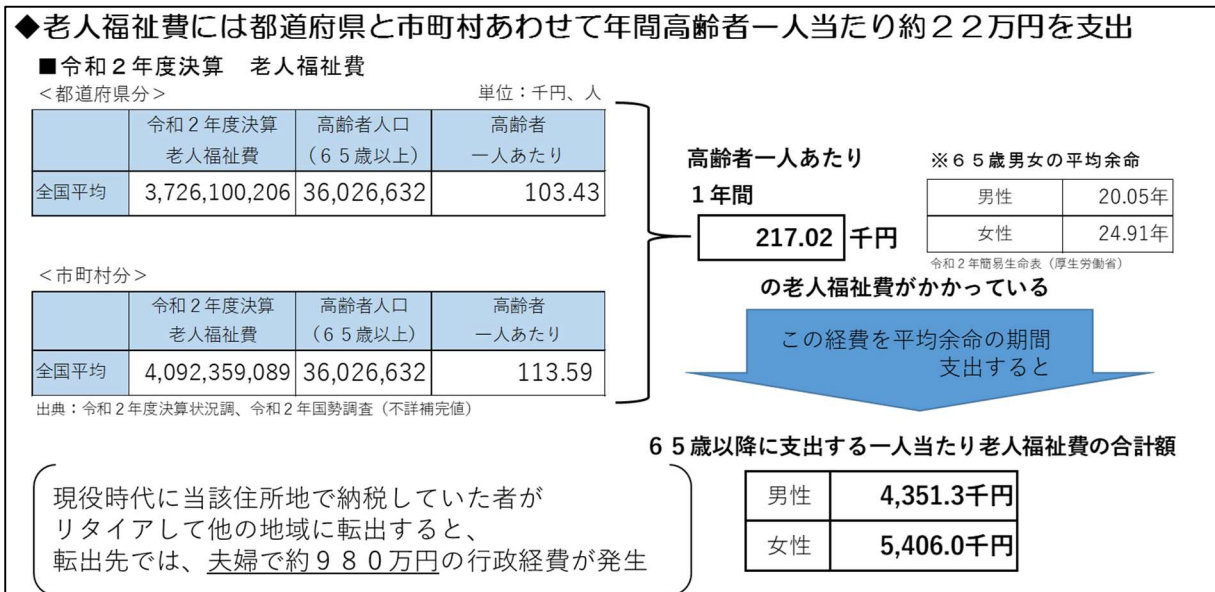 ◆老人福祉費には都道府県と市町村あわせて年間高齢者一人当たり約２２万円を支出
■令和２年度決算　老人福祉費
＜都道府県分＞
単位：千円、人
令和２年度決算
老人福祉費
高齢者人口
（６５歳以上）
高齢者
一人あたり
全国平均
3,726,100,206
36,026,632
103.43
＜市町村分＞
令和２年度決算
老人福祉費
高齢者人口
（６５歳以上）
高齢者
一人あたり
全国平均
4,092,359,089
36,026,632
113.59
出典：令和２年度決算状況調、令和２年国勢調査（不詳補完値）
高齢者一人あたり
１年間
217.02 千円
の老人福祉費がかかっている
※６５歳男女の平均余命
男性 20.05年
女性 24.91年
令和２年簡易生命表（厚生労働省）
この経費を平均余命の期間
支出すると
６５歳以降に支出する一人当たり老人福祉費の合計額
男性 4,351.3千円
女性 5,406.0千円
現役時代に当該住所地で納税していた者が
リタイアして他の地域に転出すると、
転出先では、夫婦で約９８０万円の行政経費が発生